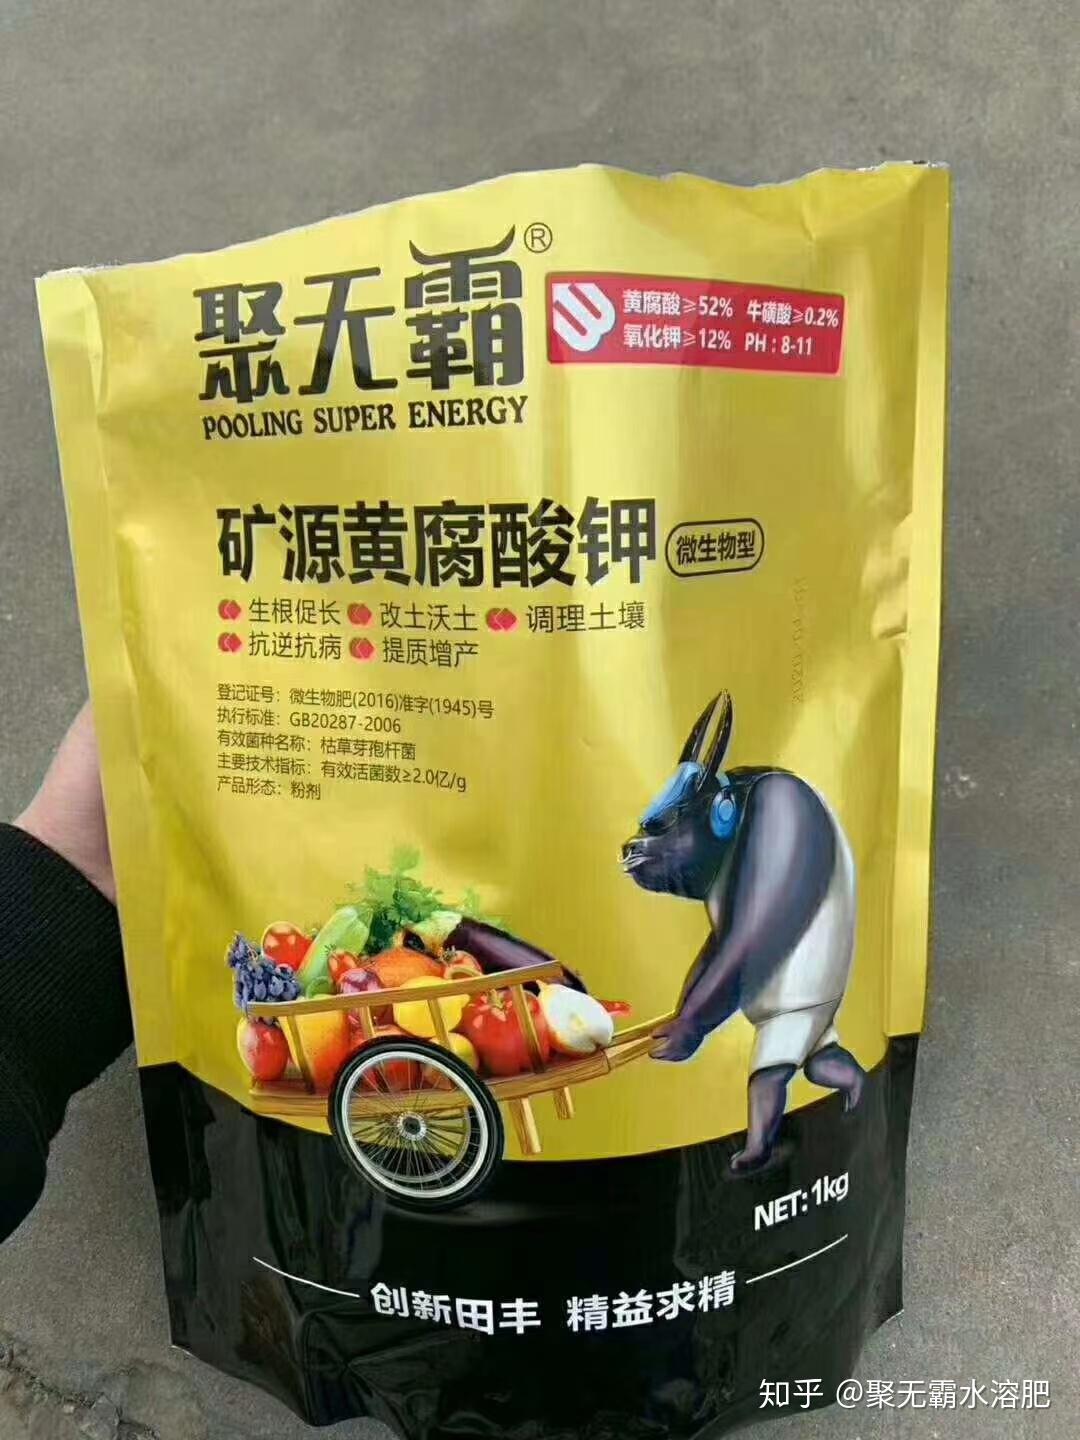 聚无霸®
POOLING SUPER ENERGY
黄腐酸≥52% 牛磺酸≥0.2%
氧化钾≥12% PH：8-11
矿源黄腐酸钾 微生物型
生根促长 改土沃土 调理土壤
抗逆抗病 提质增产
登记证号：微生物肥(2016)准字(1945)号
执行标准：GB20287-2006
有效菌种名称：枯草芽孢杆菌
主要技术指标：有效活菌数≥2.0亿/g
产品形态：粉剂
NET:1kg
创新田丰 精益求精
知乎 @聚无霸水溶肥